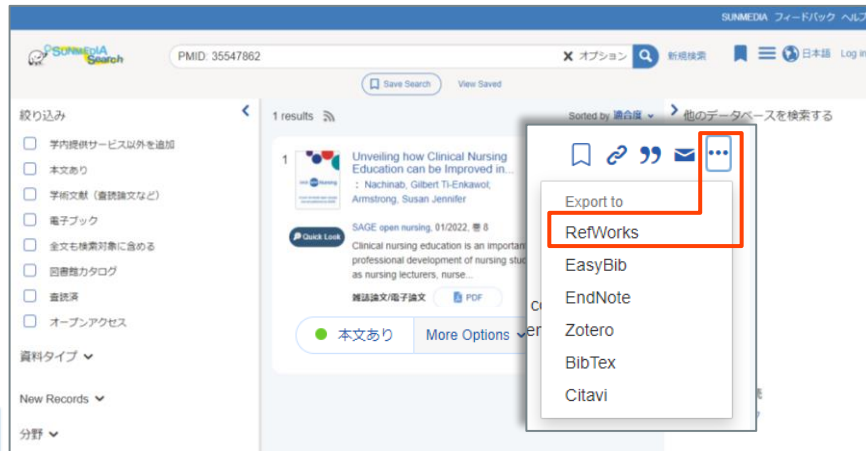 SUNMEDIA フィードバック ヘルプ
SUNMEDIA Search
PMID: 35547862
オプション
新規検索
日本語
Log in
Save Search
View Saved
絞り込み
学内提供サービス以外を追加
本文あり
学術文献（査読論文など）
電子ブック
全文も検索対象に含める
図書館カタログ
査読済
オープンアクセス
資料タイプ
New Records
分野
1 results
Sorted by 適合度
1
Unveiling how Clinical Nursing
Education can be Improved in...
: Nachinab, Gilbert Ti-Enkawol;
Armstrong, Susan Jennifer
Quick Look
SAGE open nursing, 01/2022, 巻 8
Clinical nursing education is an important
professional development of nursing stud
as nursing lecturers, nurse...
雑誌論文/電子論文
PDF
本文あり
More Options
他のデータベースを検索する
Export to
RefWorks
EasyBib
EndNote
Zotero
BibTex
Citavi